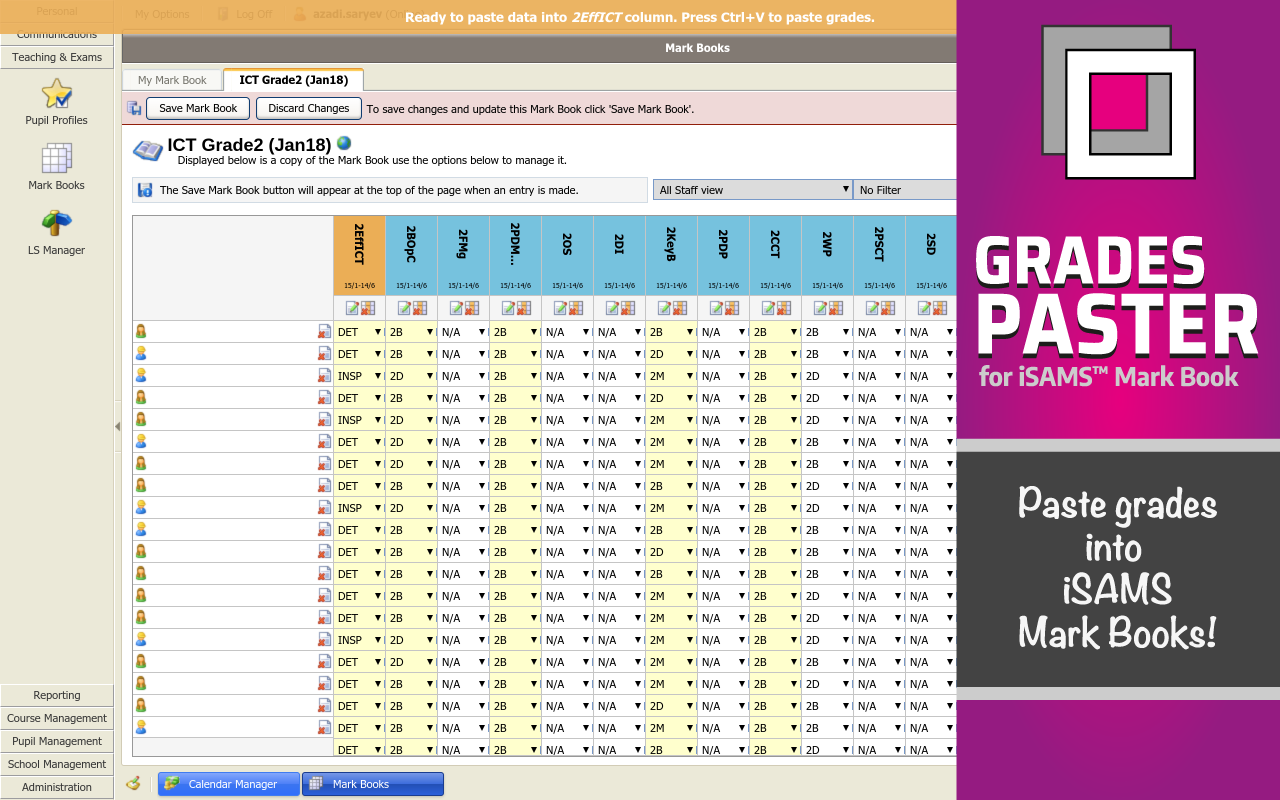 Personal
My Options Log Off azadi.saryev
Ready to paste data into 2EffICT column. Press Ctrl+V to paste grades.
Communications
Teaching & Exams
Pupil Profiles
Mark Books
LS Manager
Reporting
Course Management
Pupil Management
School Management
Administration
Mark Books
My Mark Book ICT Grade2 (Jan18)
Save Mark Book Discard Changes To save changes and update this Mark Book click 'Save Mark Book'.
ICT Grade2 (Jan18)
Displayed below is a copy of the Mark Book use the options below to manage it.
The Save Mark Book button will appear at the top of the page when an entry is made. All Staff view No Filter
2EffICT 2BOpC 2FMg 2PDM... 2OS 2DI 2KeyB 2PDP 2CCT 2WP 2PSCT 2SD
15/1-14/6 15/1-14/6 15/1-14/6 15/1-14/6 15/1-14/6 15/1-14/6 15/1-14/6 15/1-14/6 15/1-14/6 15/1-14/6 15/1-14/6 15/1-14/6
DET 2B N/A 2B N/A N/A 2B N/A 2B 2B N/A N/A
DET 2B N/A 2B N/A N/A 2D N/A 2B 2B N/A N/A
INSP 2D N/A 2B N/A N/A 2M N/A 2B 2D N/A N/A
DET 2B N/A 2B N/A N/A 2D N/A 2B 2B N/A N/A
INSP 2D N/A 2B N/A N/A 2M N/A 2B 2D N/A N/A
DET 2D N/A 2B N/A N/A 2M N/A 2B 2D N/A N/A
DET 2D N/A 2B N/A N/A 2M N/A 2B 2B N/A N/A
DET 2B N/A 2B N/A N/A 2B N/A 2B 2D N/A N/A
INSP 2D N/A 2B N/A N/A 2M N/A 2B 2D N/A N/A
DET 2B N/A 2B N/A N/A 2B N/A 2B 2B N/A N/A
DET 2B N/A 2B N/A N/A 2D N/A 2B 2D N/A N/A
DET 2B N/A 2B N/A N/A 2B N/A 2B 2B N/A N/A
DET 2B N/A 2B N/A N/A 2M N/A 2B 2D N/A N/A
DET 2B N/A 2B N/A N/A 2M N/A 2B 2D N/A N/A
INSP 2D N/A 2B N/A N/A 2M N/A 2B 2D N/A N/A
DET 2D N/A 2B N/A N/A 2M N/A 2B 2D N/A N/A
DET 2B N/A 2B N/A N/A 2M N/A 2B 2D N/A N/A
DET 2B N/A 2B N/A N/A 2D N/A 2B 2B N/A N/A
DET 2B N/A 2B N/A N/A 2M N/A 2B 2B N/A N/A
DET 2B N/A 2B N/A N/A 2B N/A 2B 2D N/A N/A
Calendar Manager Mark Books
GRADES
PASTER
for iSAMS™ Mark Book
Paste grades
into
iSAMS
Mark Books!